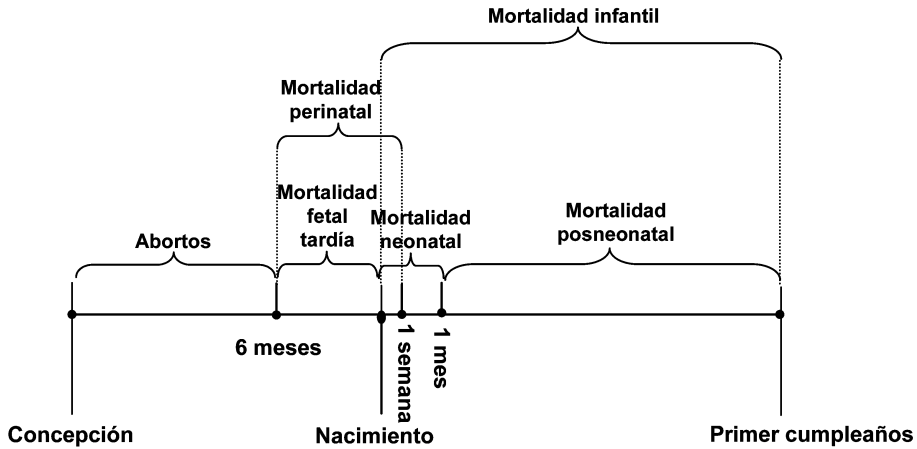 Mortalidad infantil
Mortalidad
perinatal
Mortalidad
fetal
tardía
Mortalidad
neonatal
Mortalidad
posneonatal
Abortos
6 meses
1 semana
1 mes
Concepción
Nacimiento
Primer cumpleaños